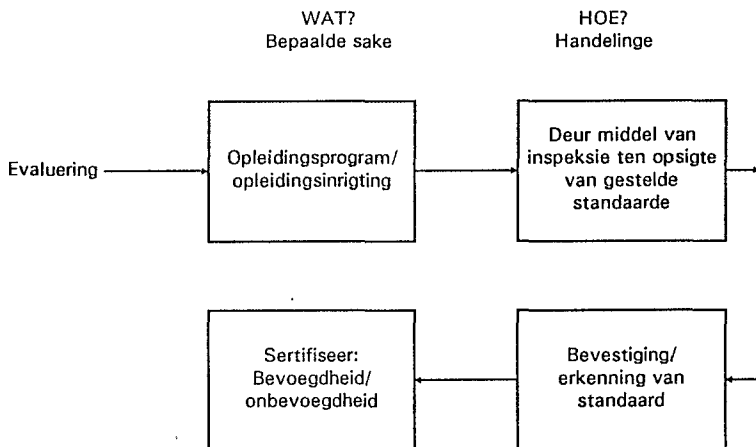 WAT?
Bepaalde sake
HOE?
Handelinge
Evaluering
Opleidingsprogram/
opleidingsinrigting
Deur middel van
inspeksie ten opsigte
van gestelde
standaarde
Sertifiseer:
Bevoegdheid/
onbevoegdheid
Bevestiging/
erkenning van
standaard